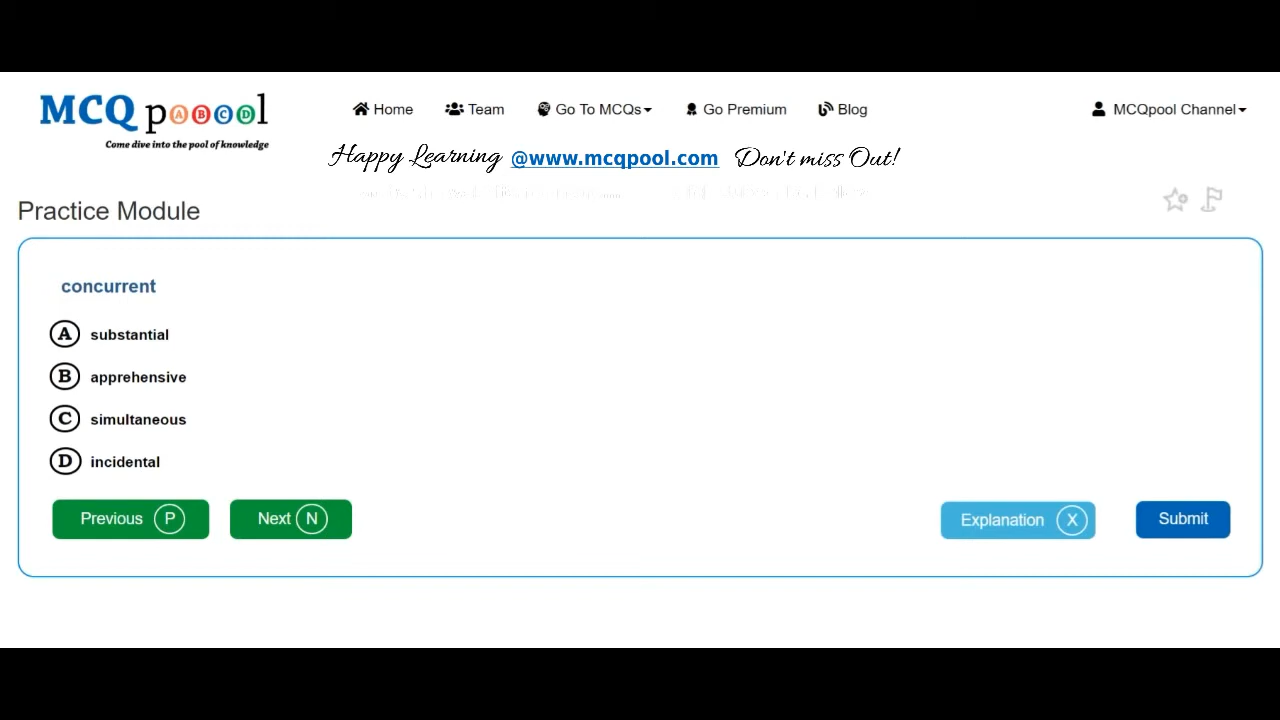 MCQ pABCDl
Come dive into the pool of knowledge
Home Team Go To MCQs Go Premium Blog MCQpool Channel
Happy Learning @www.mcqpool.com Don't miss Out!
Practice Module
concurrent
A substantial
B apprehensive
C simultaneous
D incidental
Previous P Next N Explanation X Submit